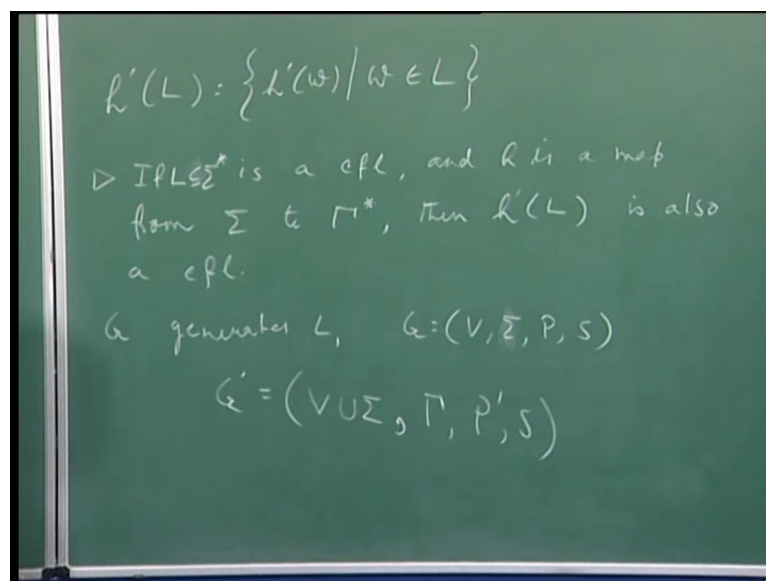 h'(L) = {h'(w) / w ∈ L}
▷ If L⊆Σ* is a cfl, and h is a map
from Σ to Γ*, then h'(L) is also
a cfl.
G generates L, G = (V, Σ, P, S)
G' = (V∪Σ, Γ, P', S)